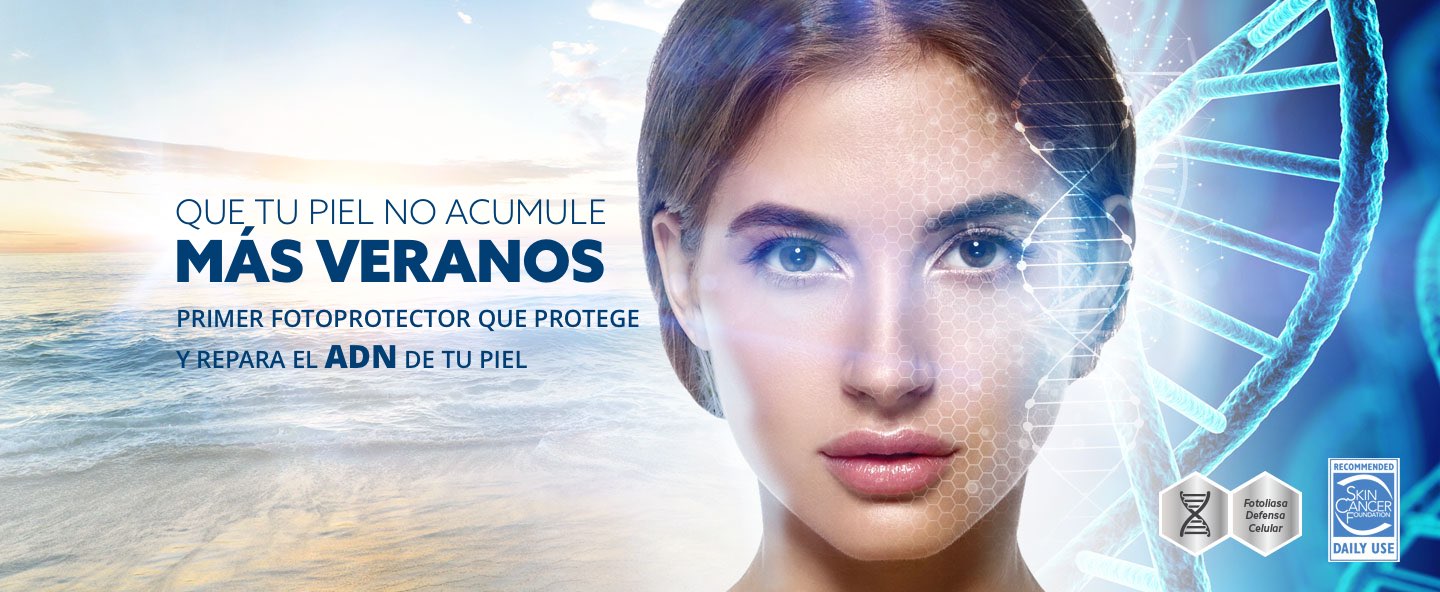 QUE TU PIEL NO ACUMULE
MÁS VERANOS
PRIMER FOTOPROTECTOR QUE PROTEGE
Y REPARA EL ADN DE TU PIEL
Fotoliasa
Defensa
Celular
RECOMMENDED
SKIN
CANCER
FOUNDATION
DAILY USE